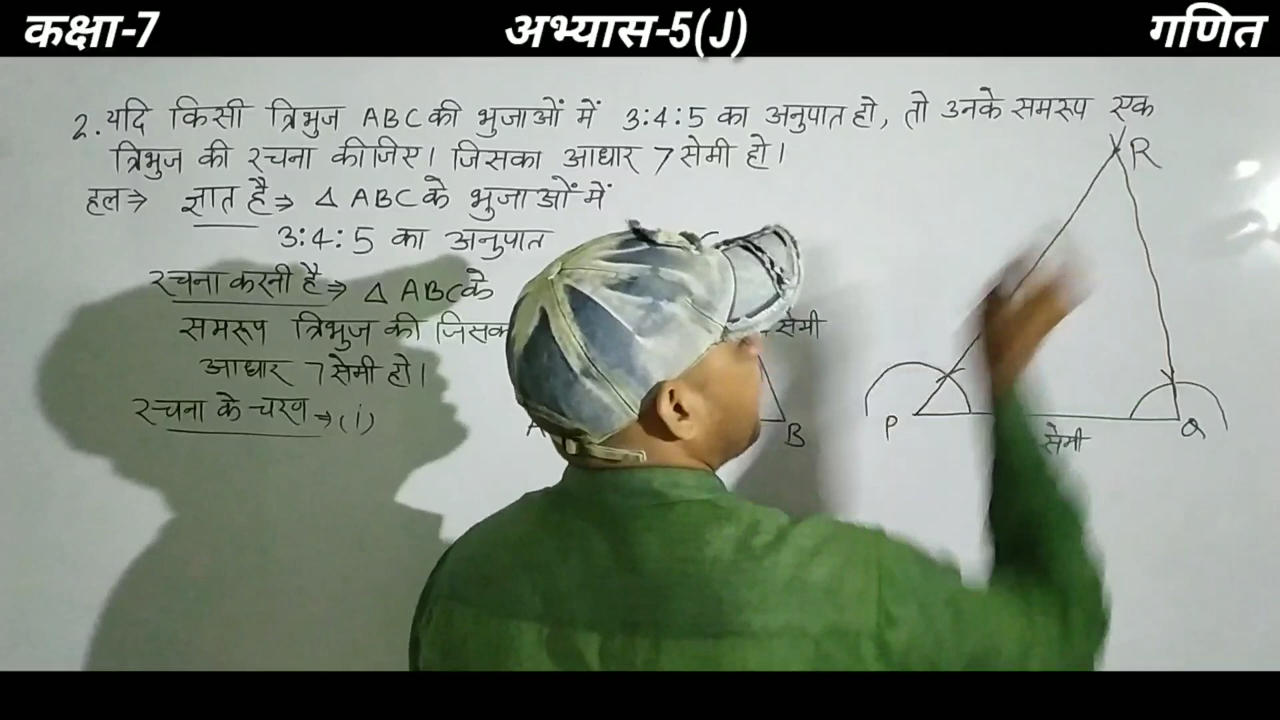 कक्षा-7 अभ्यास-5(J) गणित
2. यदि किसी त्रिभुज ABC की भुजाओं में 3:4:5 का अनुपात हो, तो उनके समरूप एक
त्रिभुज की रचना कीजिए। जिसका आधार 7 सेमी हो।
हल⇒ ज्ञात है⇒ △ ABC के भुजाओं में
3:4:5 का अनुपात
रचना करनी है⇒ △ ABC के
समरूप त्रिभुज की
आधार 7 सेमी हो।
रचना के चरण⇒(i)
सेमी
B
R
P
Q
सेमी